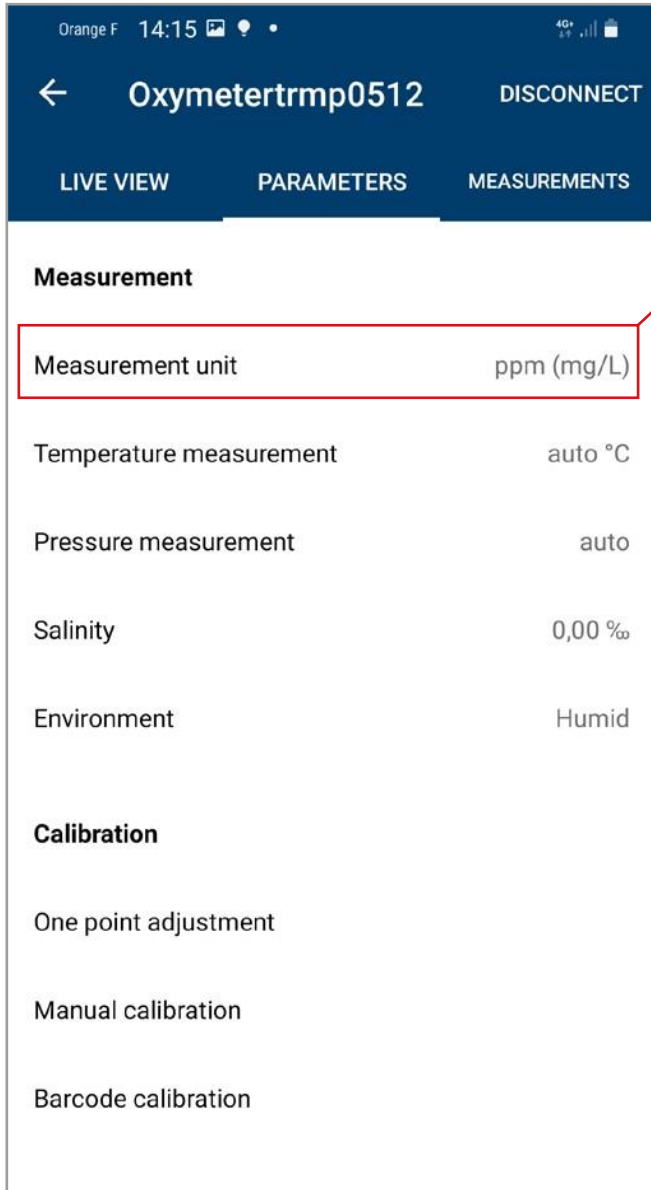 Orange F 14:15
4G+
Oxymetertrmp0512 DISCONNECT
LIVE VIEW PARAMETERS MEASUREMENTS
Measurement
Measurement unit ppm (mg/L)
Temperature measurement auto °C
Pressure measurement auto
Salinity 0,00 ‰
Environment Humid
Calibration
One point adjustment
Manual calibration
Barcode calibration